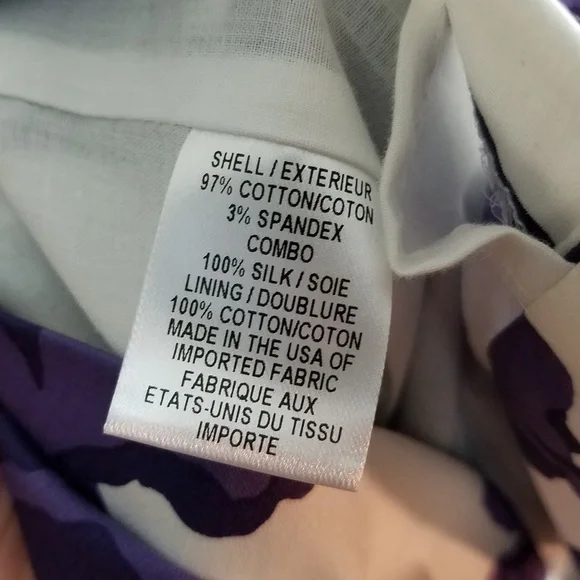 SHELL / EXTERIEUR
97% COTTON/COTON
3% SPANDEX
COMBO
100% SILK / SOIE
LINING / DOUBLURE
100% COTTON/COTON
MADE IN THE USA OF
IMPORTED FABRIC
FABRIQUE AUX
ETATS-UNIS DU TISSU
IMPORTE